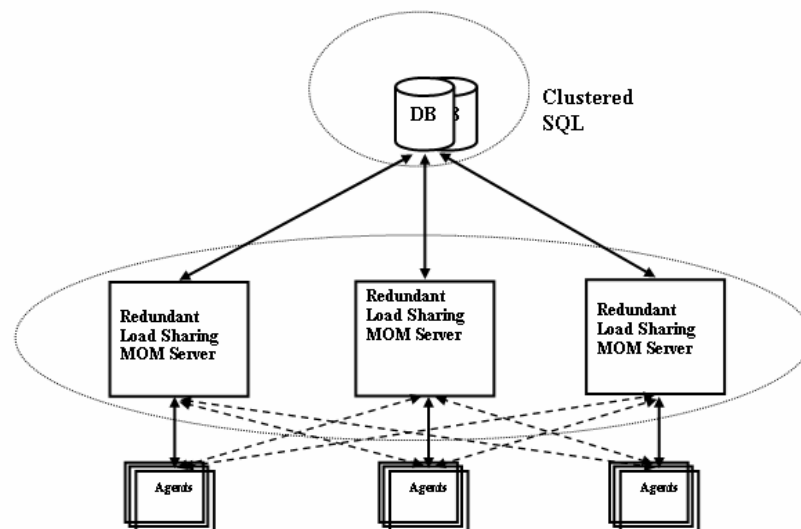 DB
Clustered
SQL
Redundant
Load Sharing
MOM Server
Redundant
Load Sharing
MOM Server
Redundant
Load Sharing
MOM Server
Agents
Agents
Agents